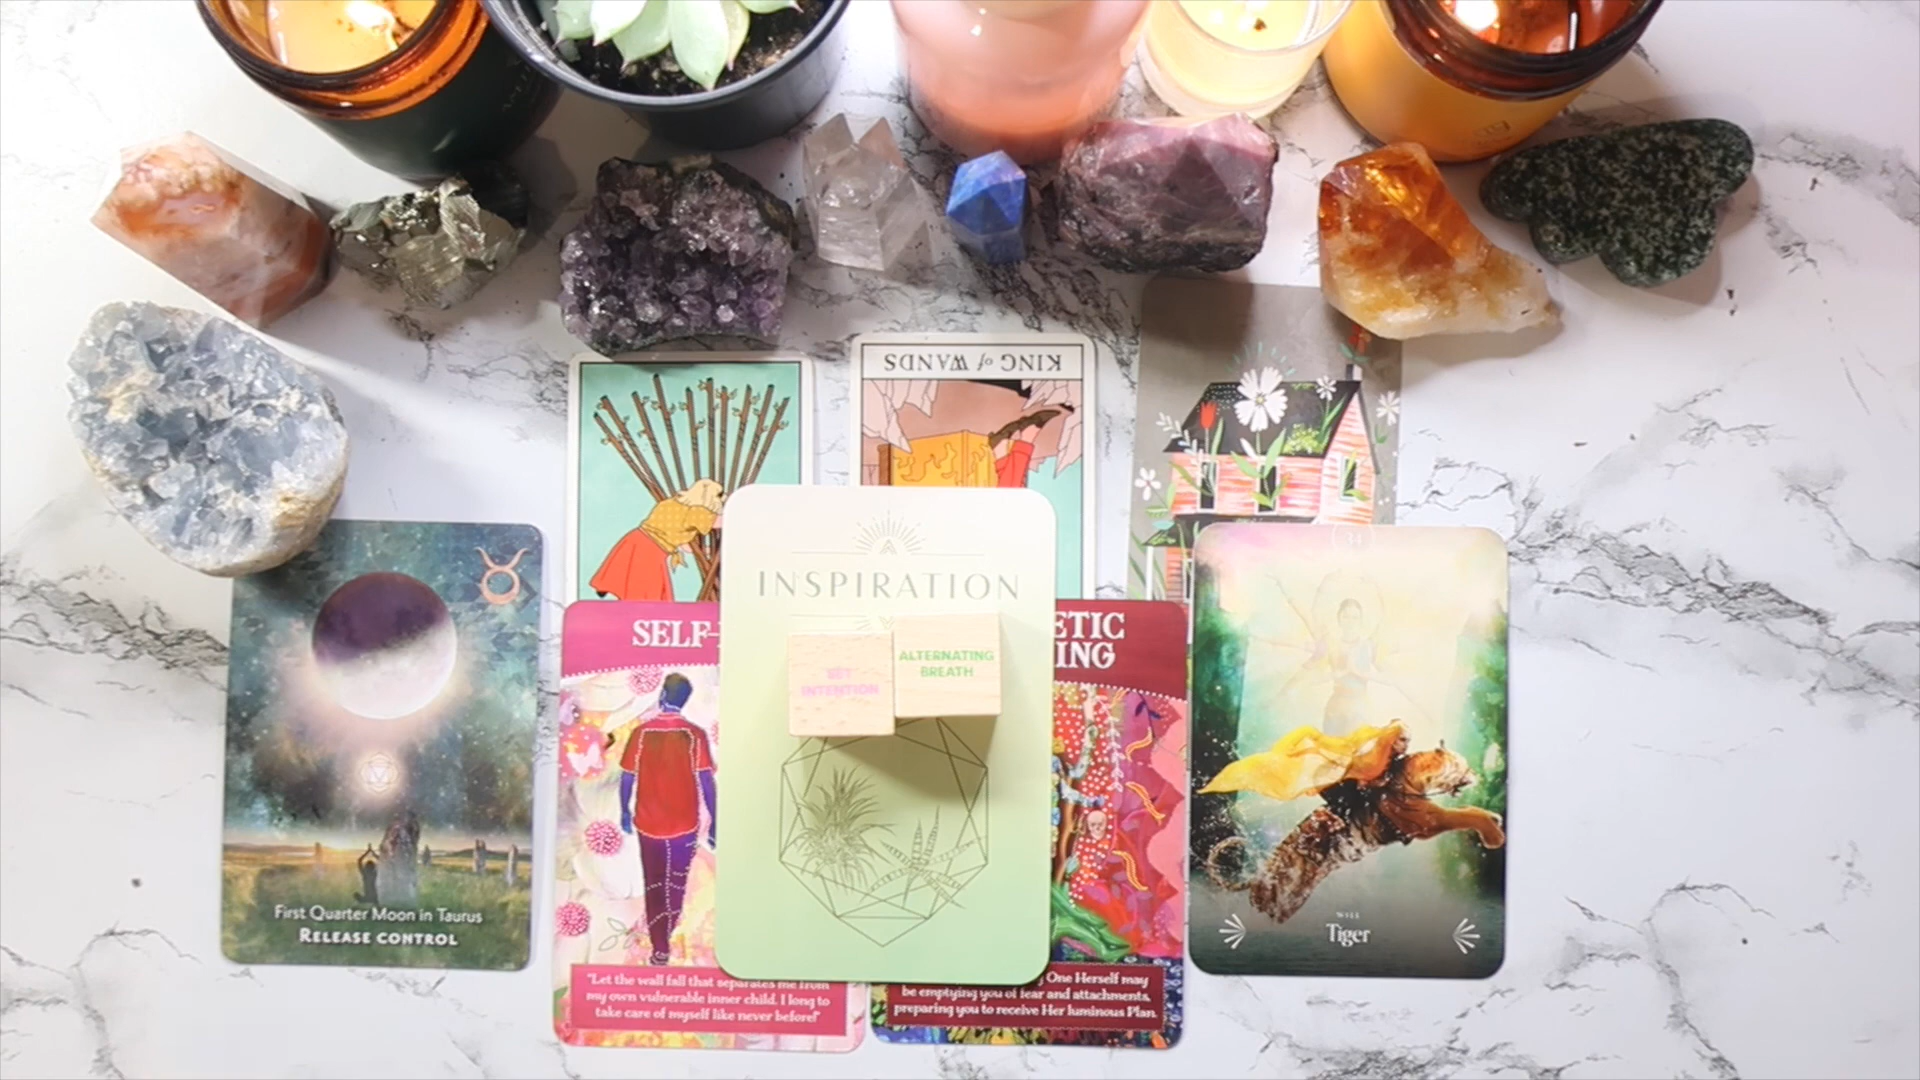 KING of WANDS
INSPIRATION
SELF-
ETIC
ING
SET
INTENTION
ALTERNATING
BREATH
First Quarter Moon in Taurus
RELEASE CONTROL
"Let the wall fall that separates me from
my own vulnerable inner child. I long to
take care of myself like never before!"
One Herself may
be emptying you of fear and attachments,
preparing you to receive Her luminous Plan.
34
WILL
Tiger